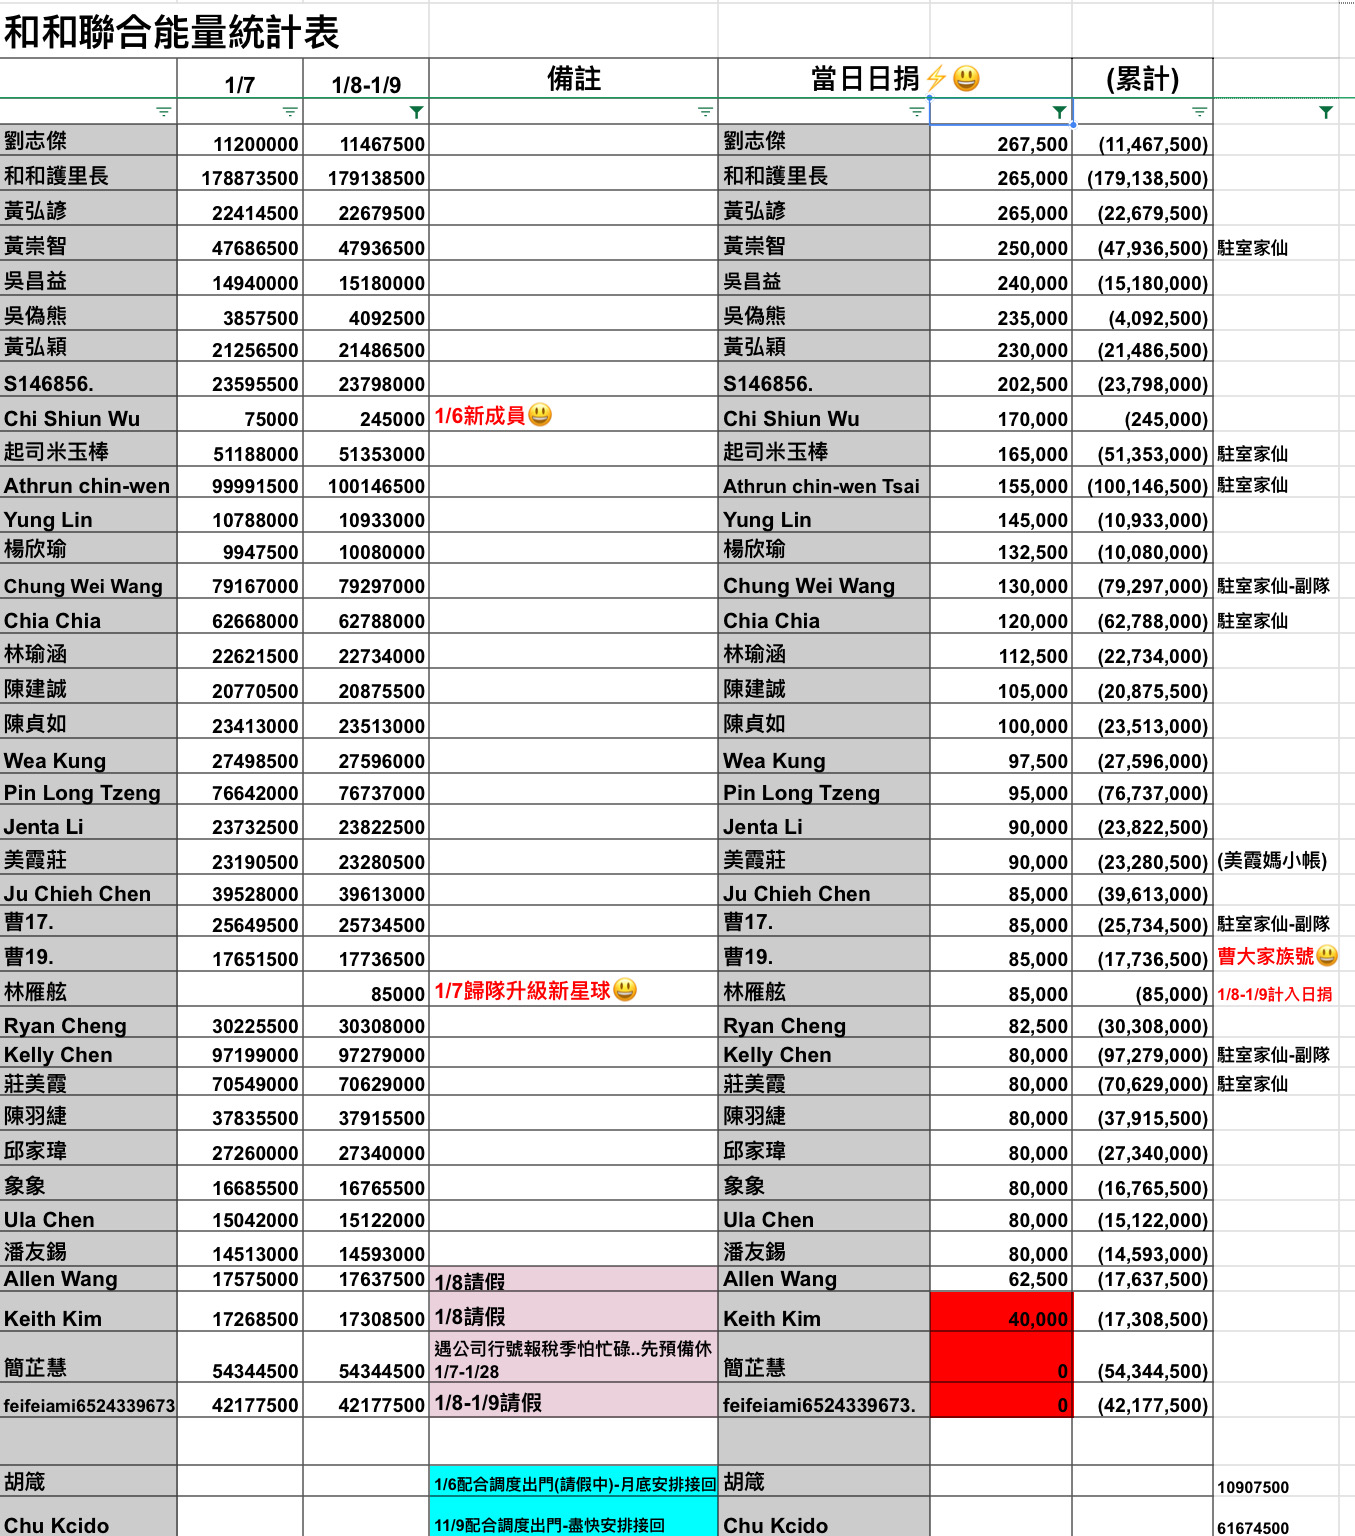 和和聯合能量統計表
1/7 1/8-1/9 備註 當日日捐⚡😃 (累計)
劉志傑 11200000 11467500 劉志傑 267,500 (11,467,500)
和和護里長 178873500 179138500 和和護里長 265,000 (179,138,500)
黃弘諺 22414500 22679500 黃弘諺 265,000 (22,679,500)
黃崇智 47686500 47936500 黃崇智 250,000 (47,936,500) 駐室家仙
吳昌益 14940000 15180000 吳昌益 240,000 (15,180,000)
吳偽熊 3857500 4092500 吳偽熊 235,000 (4,092,500)
黃弘穎 21256500 21486500 黃弘穎 230,000 (21,486,500)
S146856. 23595500 23798000 S146856. 202,500 (23,798,000)
Chi Shiun Wu 75000 245000 1/6新成員😃 Chi Shiun Wu 170,000 (245,000)
起司米玉棒 51188000 51353000 起司米玉棒 165,000 (51,353,000) 駐室家仙
Athrun chin-wen 99991500 100146500 Athrun chin-wen Tsai 155,000 (100,146,500) 駐室家仙
Yung Lin 10788000 10933000 Yung Lin 145,000 (10,933,000)
楊欣瑜 9947500 10080000 楊欣瑜 132,500 (10,080,000)
Chung Wei Wang 79167000 79297000 Chung Wei Wang 130,000 (79,297,000) 駐室家仙-副隊
Chia Chia 62668000 62788000 Chia Chia 120,000 (62,788,000) 駐室家仙
林瑜涵 22621500 22734000 林瑜涵 112,500 (22,734,000)
陳建誠 20770500 20875500 陳建誠 105,000 (20,875,500)
陳貞如 23413000 23513000 陳貞如 100,000 (23,513,000)
Wea Kung 27498500 27596000 Wea Kung 97,500 (27,596,000)
Pin Long Tzeng 76642000 76737000 Pin Long Tzeng 95,000 (76,737,000)
Jenta Li 23732500 23822500 Jenta Li 90,000 (23,822,500)
美霞莊 23190500 23280500 美霞莊 90,000 (23,280,500) (美霞媽小帳)
Ju Chieh Chen 39528000 39613000 Ju Chieh Chen 85,000 (39,613,000)
曹17. 25649500 25734500 曹17. 85,000 (25,734,500) 駐室家仙-副隊
曹19. 17651500 17736500 曹19. 85,000 (17,736,500) 曹大家族號😃
林雁舷 85000 1/7歸隊升級新星球😃 林雁舷 85,000 (85,000) 1/8-1/9計入日捐
Ryan Cheng 30225500 30308000 Ryan Cheng 82,500 (30,308,000)
Kelly Chen 97199000 97279000 Kelly Chen 80,000 (97,279,000) 駐室家仙-副隊
莊美霞 70549000 70629000 莊美霞 80,000 (70,629,000) 駐室家仙
陳羽緁 37835500 37915500 陳羽緁 80,000 (37,915,500)
邱家瑋 27260000 27340000 邱家瑋 80,000 (27,340,000)
象象 16685500 16765500 象象 80,000 (16,765,500)
Ula Chen 15042000 15122000 Ula Chen 80,000 (15,122,000)
潘友錫 14513000 14593000 潘友錫 80,000 (14,593,000)
Allen Wang 17575000 17637500 1/8請假 Allen Wang 62,500 (17,637,500)
Keith Kim 17268500 17308500 1/8請假 Keith Kim 40,000 (17,308,500)
遇公司行號報稅季怕忙碌..先預備休
簡芷慧 54344500 54344500 1/7-1/28 簡芷慧 0 (54,344,500)
feifeiami6524339673 42177500 42177500 1/8-1/9請假 feifeiami6524339673. 0 (42,177,500)
胡箴 1/6配合調度出門(請假中)-月底安排接回 胡箴 10907500
Chu Kcido 11/9配合調度出門-盡快安排接回 Chu Kcido 61674500